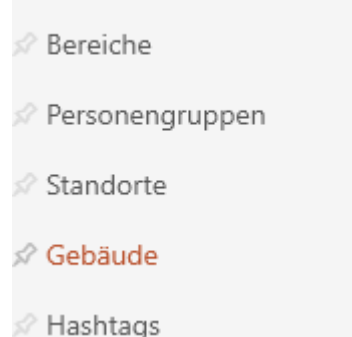 Bereiche
Personengruppen
Standorte
Gebäude
Hashtags